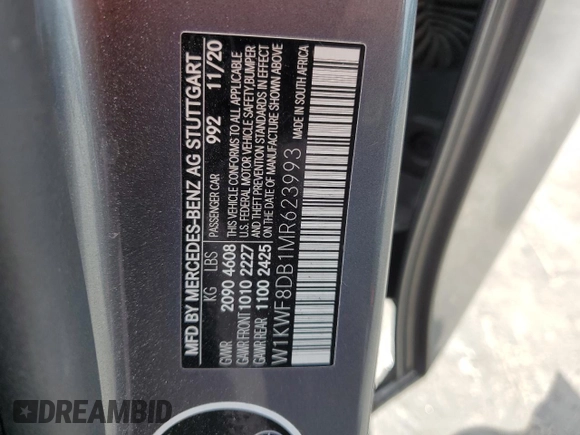 MFD BY MERCEDES-BENZ AG STUTTGART
KG LBS PASSENGER CAR 992 11/20
GVWR 2090 4608 THIS VEHICLE CONFORMS TO ALL APPLICABLE
GAWR FRONT 1010 2227 U.S. FEDERAL MOTOR VEHICLE SAFETY,BUMPER
GAWR REAR 1100 2425 AND THEFT PREVENTION STANDARDS IN EFFECT
ON THE DATE OF MANUFACTURE SHOWN ABOVE
W1KWF8DB1MR623993 MADE IN SOUTH AFRICA
DREAMBID